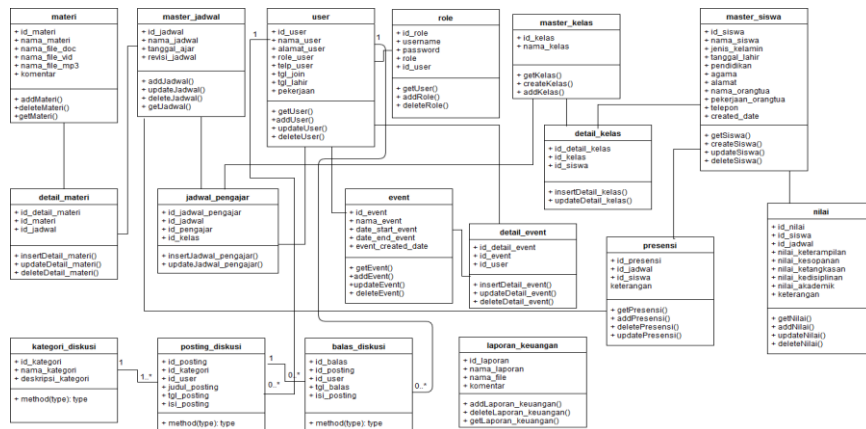 materi
+ id_materi
+ nama_materi
+ nama_file_doc
+ nama_file_vid
+ nama_file_mp3
+ komentar
+ addMateri()
+deleteMateri()
+getMateri()
master_jadwal
+ id_jadwal
+ nama_jadwal
+ tanggal_ajar
+ revisi_jadwal
+ addJadwal()
+ updateJadwal()
+ deleteJadwal()
+ getJadwal()
1
user
+ id_user
+ nama_user
+ alamat_user
+ role_user
+ telp_user
+ tgl_join
+ tgl_lahir
+ pekerjaan
+ getUser()
+addUser()
+ updateUser()
+ deleteUser()
1
role
+ id_role
+ username
+ password
+ role
+ id_user
+ getUser()
+ addRole()
+ deleteRole()
master_kelas
+ id_kelas
+ nama_kelas
+ getKelas()
+ createKelas()
+ addKelas()
master_siswa
+ id_siswa
+ nama_siswa
+ jenis_kelamin
+ tanggal_lahir
+ pendidikan
+ agama
+ alamat
+ nama_orangtua
+ pekerjaan_orangtua
+ telepon
+ created_date
+ getSiswa()
+ createSiswa()
+ updateSiswa()
+ deleteSiswa()
detail_kelas
+ id_detail_kelas
+ id_kelas
+ id_siswa
+ insertDetail_kelas()
+ updateDetail_kelas()
detail_materi
+ id_detail_materi
+ id_materi
+ id_jadwal
+ insertDetail_materi()
+ updateDetail_materi()
+ deleteDetail_materi()
jadwal_pengajar
+ id_jadwal_pengajar
+ id_jadwal
+ id_pengajar
+ id_kelas
+ insertJadwal_pengajar()
+ updateJadwal_pengajar()
event
+ id_event
+ nama_event
+ date_start_event
+ date_end_event
+ event_created_date
+ getEvent()
+addEvent()
+ updateEvent()
+ deleteEvent()
detail_event
+ id_detail_event
+ id_event
+ id_user
+ insertDetail_event()
+ updateDetail_event()
+ deleteDetail_event()
presensi
+ id_presensi
+ id_jadwal
+ id_siswa
keterangan
+ getPresensi()
+ addPresensi()
+ deletePresensi()
+ updatePresensi()
nilai
+ id_nilai
+ id_siswa
+ id_jadwal
+ nilai_keterampilan
+ nilai_kesopanan
+ nilai_ketangkasan
+ nilai_kedisiplinan
+ nilai_akademik
+ keterangan
+ getNilai()
+ addNilai()
+ updateNilai()
+ deleteNilai()
kategori_diskusi
+ id_kategori
+ nama_kategori
+ deskripsi_kategori
+ method(type): type
1
1..*
posting_diskusi
+ id_posting
+ id_kategori
+ id_user
+ judul_posting
+ tgl_posting
+ isi_posting
+ method(type): type
1
0..*
0..*
balas_diskusi
+ id_balas
+ id_posting
+ id_user
+ tgl_balas
+ isi_posting
+ method(type): type
0..*
laporan_keuangan
+ id_laporan
+ nama_laporan
+ nama_file
+ komentar
+ addLaporan_keuangan()
+ deleteLaporan_keuangan()
+ getLaporan_keuangan()